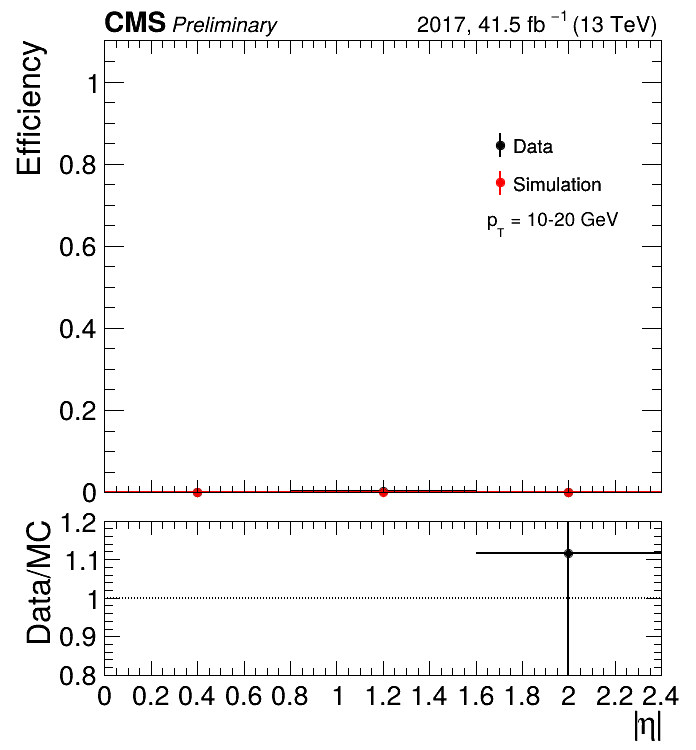 CMS Preliminary 2017, 41.5 fb⁻¹ (13 TeV)
Efficiency
1
0.8
0.6
0.4
0.2
0
Data
Simulation
p_T = 10-20 GeV
Data/MC
1.2
1.1
1
0.9
0.8
0 0.2 0.4 0.6 0.8 1 1.2 1.4 1.6 1.8 2 2.2 2.4
|η|